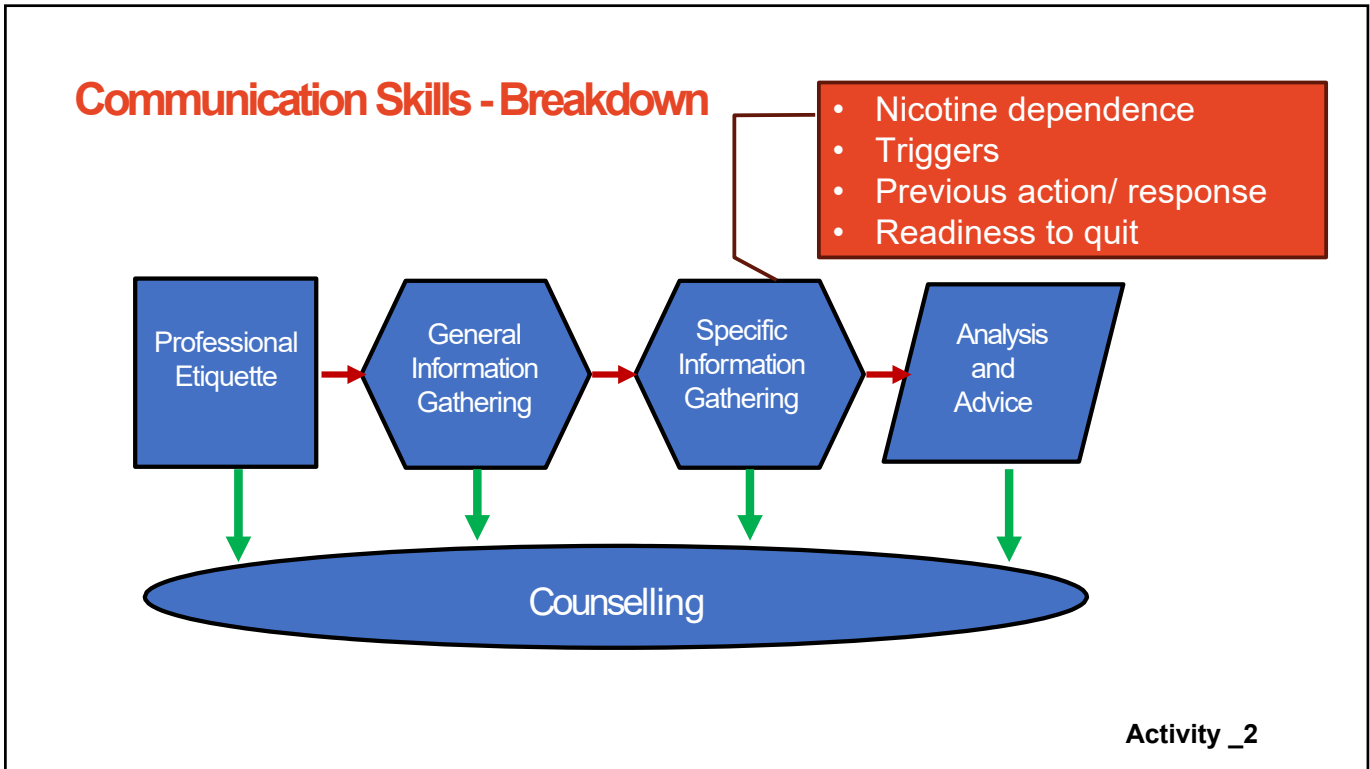 Communication Skills - Breakdown
• Nicotine dependence
• Triggers
• Previous action/ response
• Readiness to quit
Professional
Etiquette
General
Information
Gathering
Specific
Information
Gathering
Analysis
and
Advice
Counselling
Activity _2